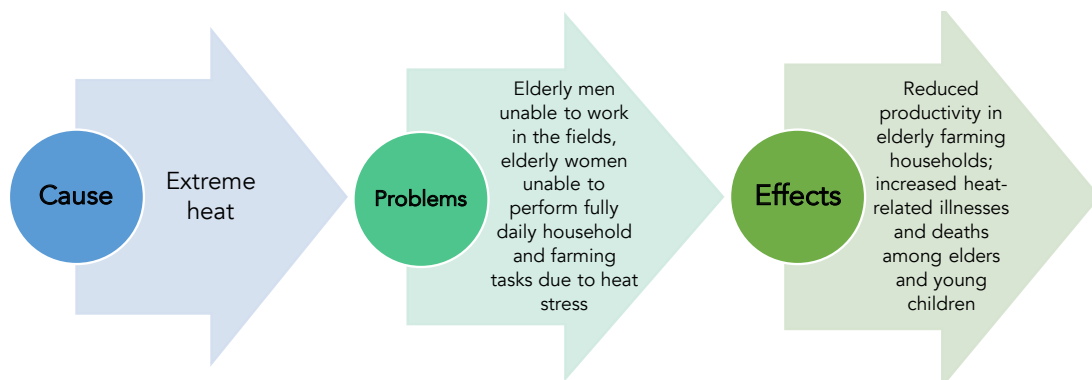 Cause
Extreme
heat
Problems
Elderly men
unable to work
in the fields,
elderly women
unable to
perform fully
daily household
and farming
tasks due to heat
stress
Effects
Reduced
productivity in
elderly farming
households;
increased heat-
related illnesses
and deaths
among elders
and young
children